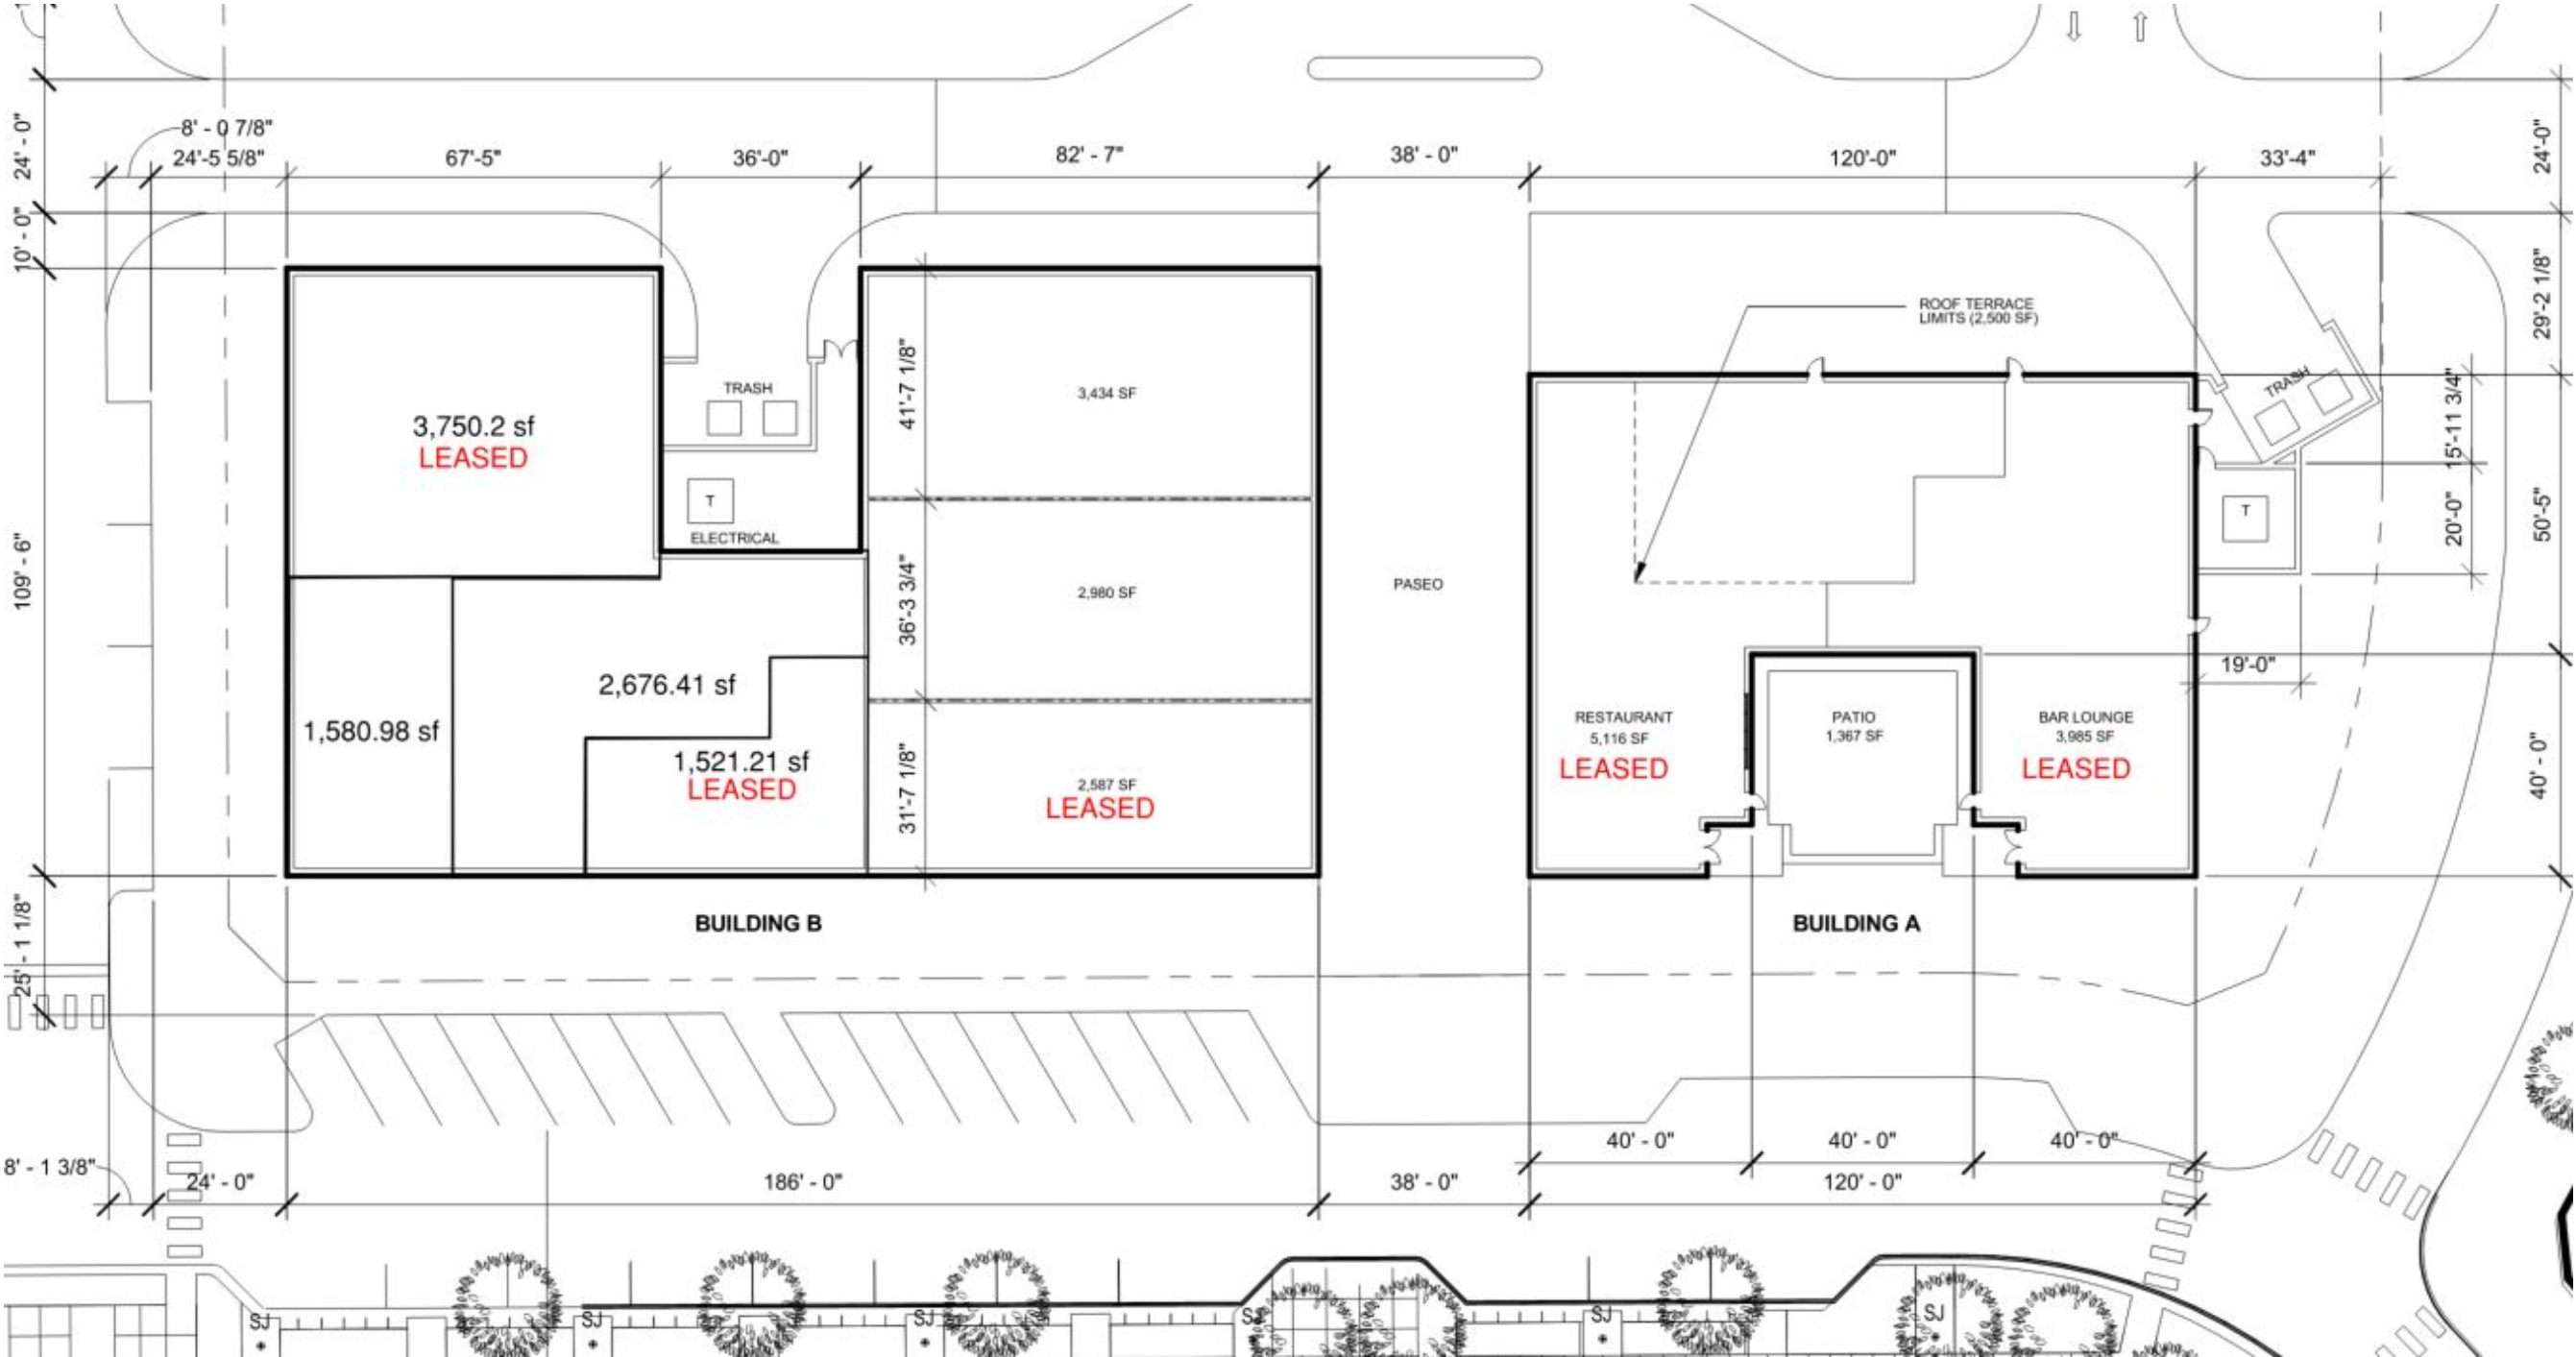 8' - 0 7/8"
24'-5 5/8"
67'-5"
36'-0"
82' - 7"
38' - 0"
120'-0"
33'-4"
24' - 0"
10' - 0"
109' - 6"
25' - 1 1/8"
24'-0"
29'-2 1/8"
50'-5"
40' - 0"
15'-11 3/4"
20'-0"
19'-0"
3,750.2 sf
LEASED
TRASH
T
ELECTRICAL
41'-7 1/8"
36'-3 3/4"
31'-7 1/8"
3,434 SF
2,980 SF
2,587 SF
LEASED
2,676.41 sf
1,580.98 sf
1,521.21 sf
LEASED
PASEO
ROOF TERRACE
LIMITS (2,500 SF)
TRASH
T
RESTAURANT
5,116 SF
LEASED
PATIO
1,367 SF
BAR LOUNGE
3,985 SF
LEASED
BUILDING B
BUILDING A
40' - 0"
40' - 0"
40' - 0"
8' - 1 3/8"
24' - 0"
186' - 0"
38' - 0"
120' - 0"
SJ
SJ
SJ
SJ
SJ
SJ